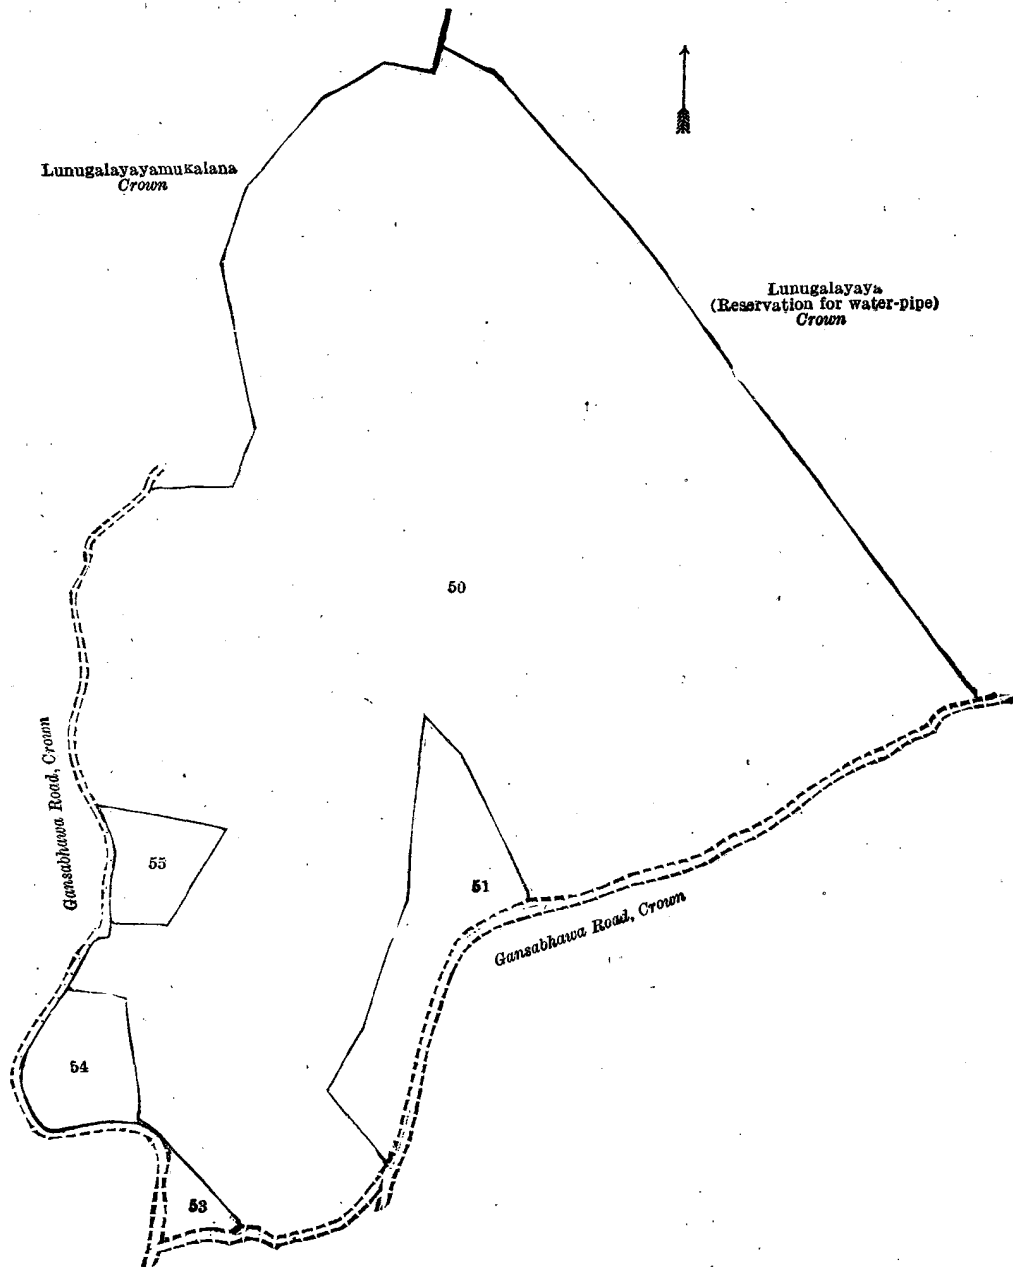 Lunugalayayamukalana
Crown
Lunugalayaya
(Reservation for water-pipe)
Crown
50
Gansabhawa Road, Crown
55
51
Gansabhawa Road, Crown
54
53